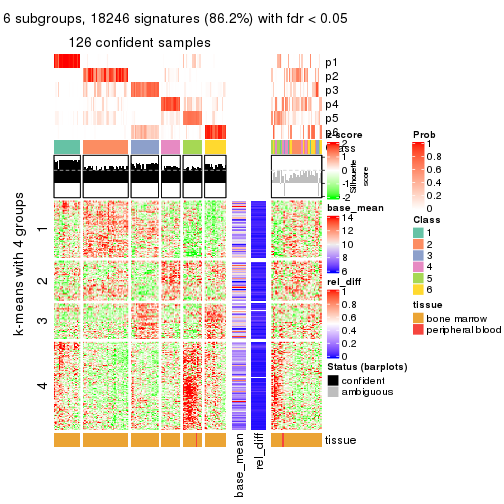 6 subgroups, 18246 signatures (86.2%) with fdr < 0.05
126 confident samples
p1
p2
p3
p4
p5
p6
Class
Silhouette
score
k-means with 4 groups
1
2
3
4
base_mean
rel_diff
tissue
z-score
2
1
0
-1
-2
base_mean
14
12
10
8
6
rel_diff
1
0.8
0.6
0.4
0.2
0
Status (barplots)
confident
ambiguous
Prob
1
0.8
0.6
0.4
0.2
0
Class
1
2
3
4
5
6
tissue
bone marrow
peripheral blood